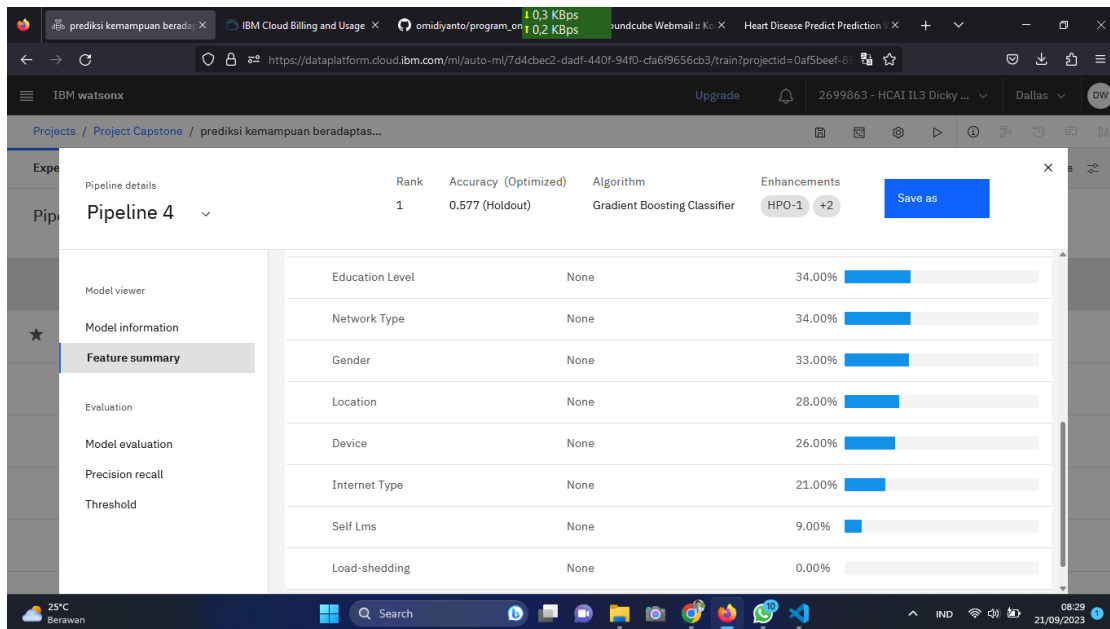 prediksi kemampuan beradap
IBM Cloud Billing and Usage
omidiyanto/program_on
0,3 KBps
0,2 KBps
oundcube Webmail :: Ko
Heart Disease Predict Prediction
https://dataplatform.cloud.ibm.com/ml/auto-ml/7d4cbec2-dadf-440f-94f0-cfa6f9656cb3/train?projectid=0af5beef-8
IBM watsonx
Upgrade
2699863 - HCAI IL3 Dicky ...
Dallas
DW
Projects / Project Capstone / prediksi kemampuan beradaptas...
Expe
Pip
Pipeline details
Pipeline 4
Rank
1
Accuracy (Optimized)
0.577 (Holdout)
Algorithm
Gradient Boosting Classifier
Enhancements
HPO-1 +2
Save as
Model viewer
Model information
Feature summary
Evaluation
Model evaluation
Precision recall
Threshold
Education Level None 34.00%
Network Type None 34.00%
Gender None 33.00%
Location None 28.00%
Device None 26.00%
Internet Type None 21.00%
Self Lms None 9.00%
Load-shedding None 0.00%
25°C
Berawan
Search
10
IND
08:29
21/09/2023
1